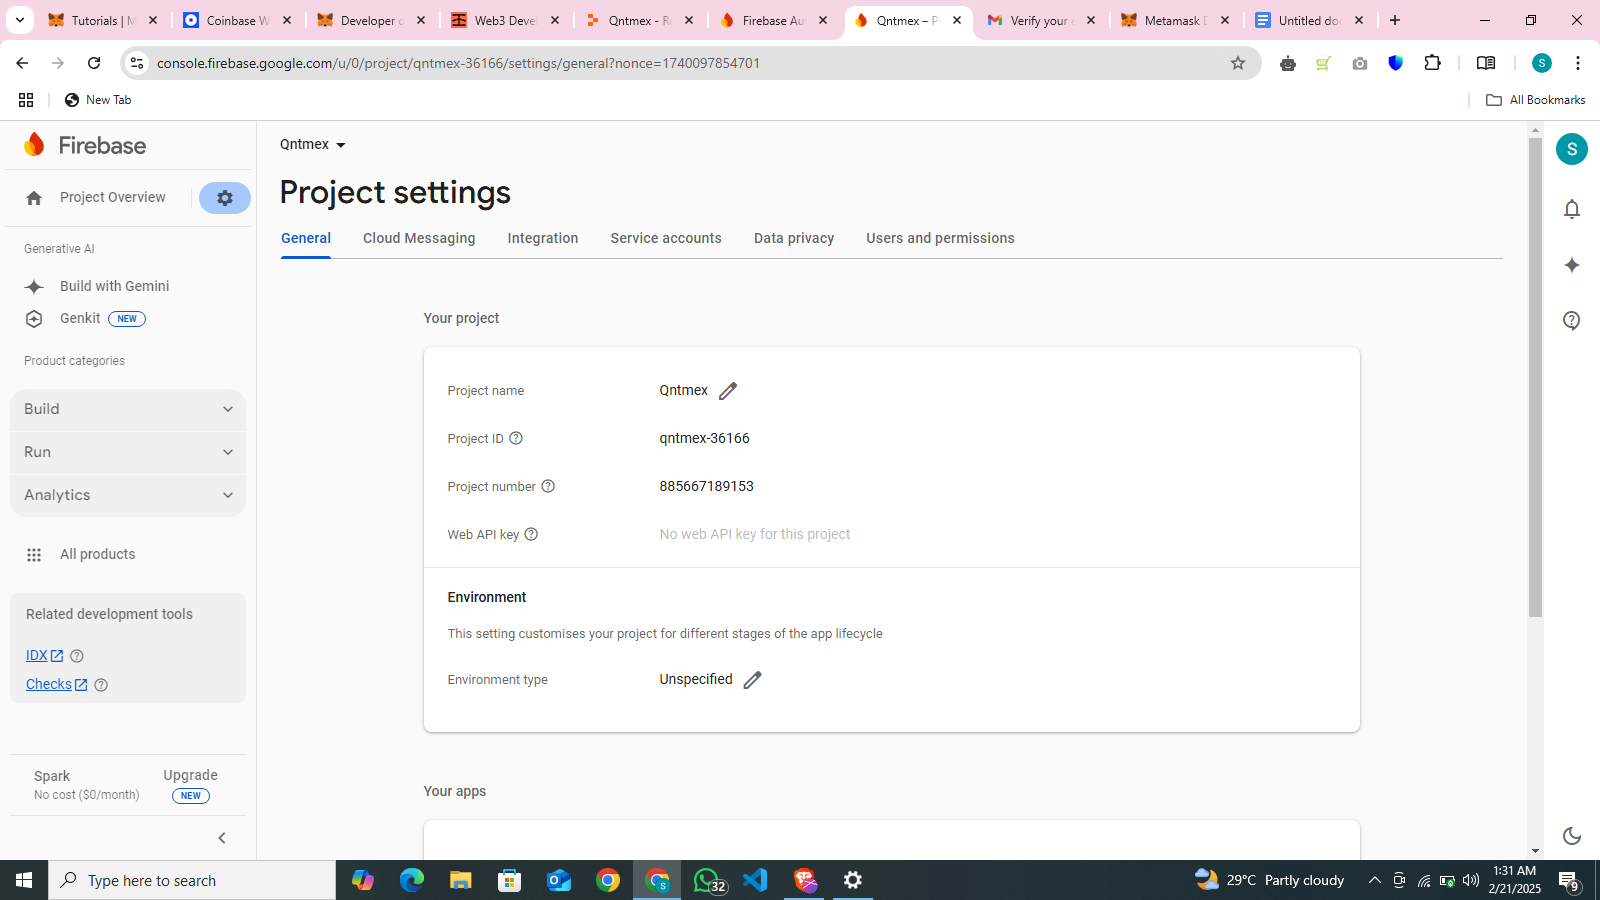 Tutorials | M
Coinbase W
Developer d
Web3 Devel
Qntmex - Re
Firebase Aut
Qntmex – P
Verify your e
Metamask D
Untitled doc
console.firebase.google.com/u/0/project/qntmex-36166/settings/general?nonce=1740097854701
S
New Tab
All Bookmarks
Firebase
Qntmex
S
Project settings
Project Overview
General
Cloud Messaging
Integration
Service accounts
Data privacy
Users and permissions
Generative AI
Build with Gemini
Genkit NEW
Product categories
Build
Run
Analytics
All products
Related development tools
IDX
Checks
Spark
No cost ($0/month)
Upgrade
NEW
Your project
Project name Qntmex
Project ID qntmex-36166
Project number 885667189153
Web API key No web API key for this project
Environment
This setting customises your project for different stages of the app lifecycle
Environment type Unspecified
Your apps
Type here to search
S
32
29°C Partly cloudy
1:31 AM
2/21/2025
9